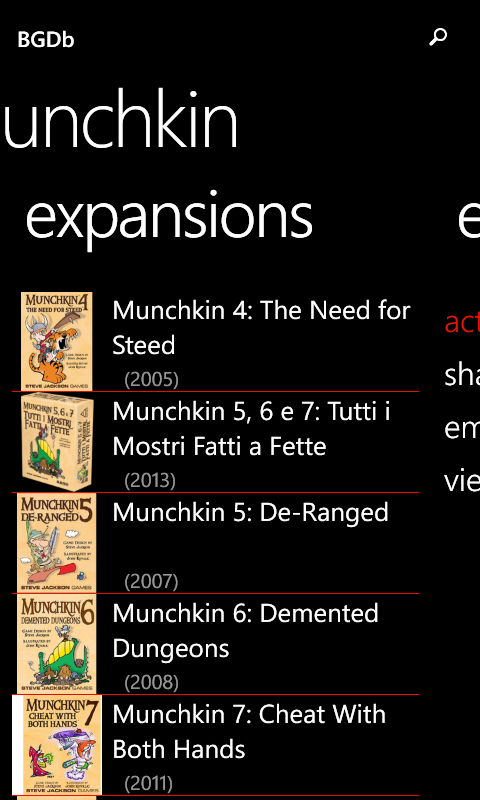 BGDb
unchkin
expansions
e
MUNCHKIN 4
THE NEED FOR STEED
STEVE JACKSON GAMES
Munchkin 4: The Need for
Steed
(2005)
act
sha
em
vie
MUNCHKIN 5, 6 e 7
TUTTI I MOSTRI
FATTI A FETTE
Munchkin 5, 6 e 7: Tutti i
Mostri Fatti a Fette
(2013)
MUNCHKIN 5
DE-RANGED
STEVE JACKSON GAMES
Munchkin 5: De-Ranged
(2007)
MUNCHKIN 6
DEMENTED DUNGEONS
STEVE JACKSON GAMES
Munchkin 6: Demented
Dungeons
(2008)
MUNCHKIN 7
CHEAT WITH
BOTH HANDS
STEVE JACKSON GAMES
Munchkin 7: Cheat With
Both Hands
(2011)